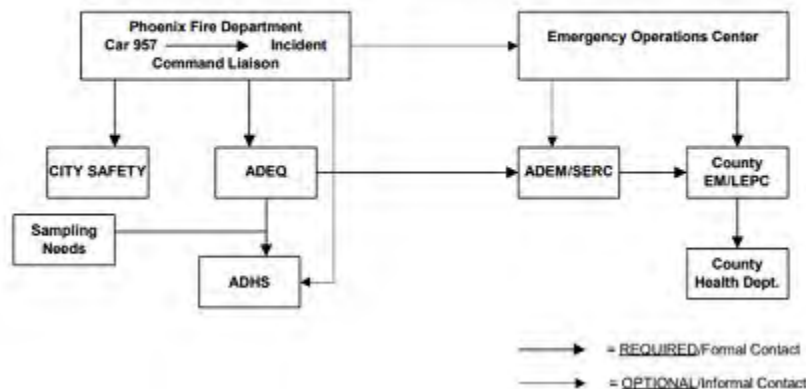 Phoenix Fire Department
Car 957 Incident
Command Liaison
Emergency Operations Center
CITY SAFETY
ADEQ
ADEM/SERC
County
EM/LEPC
Sampling
Needs
ADHS
County
Health Dept.
= REQUIRED/Formal Contact
= OPTIONAL/Informal Contact